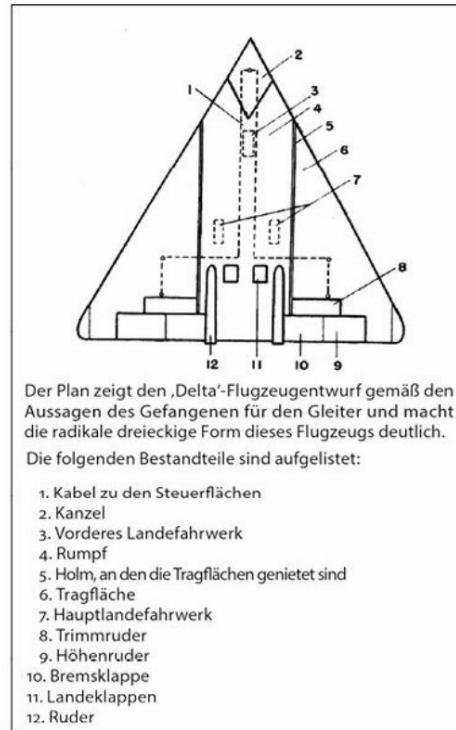 2
3
1
4
5
6
7
8
12
11
10
9
Der Plan zeigt den ‚Delta‘-Flugzeugentwurf gemäß den
Aussagen des Gefangenen für den Gleiter und macht
die radikale dreieckige Form dieses Flugzeugs deutlich.
Die folgenden Bestandteile sind aufgelistet:
1. Kabel zu den Steuerflächen
2. Kanzel
3. Vorderes Landefahrwerk
4. Rumpf
5. Holm, an den die Tragflächen genietet sind
6. Tragfläche
7. Hauptlandefahrwerk
8. Trimmruder
9. Höhenruder
10. Bremsklappe
11. Landeklappen
12. Ruder